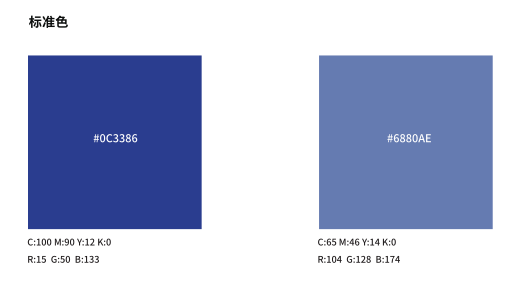 标准色
#0C3386
#6880AE
C:100 M:90 Y:12 K:0
C:65 M:46 Y:14 K:0
R:15 G:50 B:133
R:104 G:128 B:174